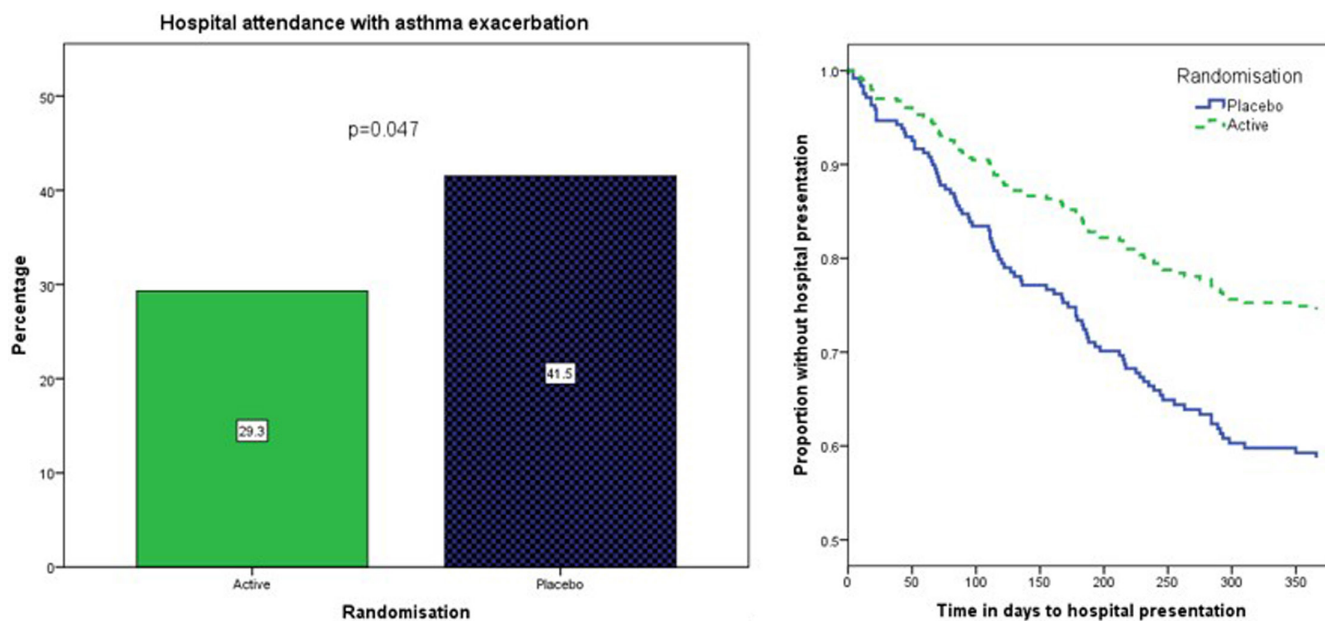 Hospital attendance with asthma exacerbation
50
40
30
20
10
0
Percentage
p=0.047
29.3
41.5
Active
Placebo
Randomisation
1.0
0.9
0.8
0.7
0.6
0.5
Proportion without hospital presentation
Randomisation
Placebo
Active
0
50
100
150
200
250
300
350
Time in days to hospital presentation